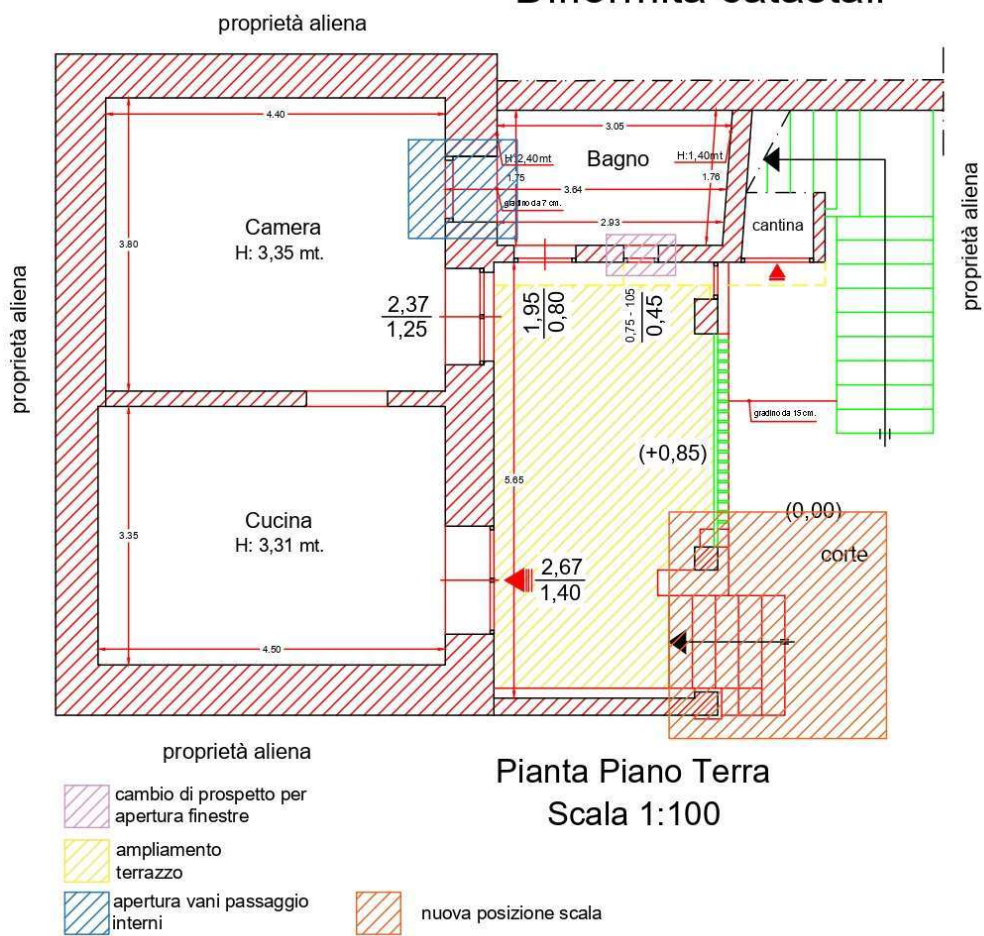 Difformità catastali
proprietà aliena
4.40
3.05
H:2,40mt
Bagno
H:1,40mt
1.75
1.76
3.64
gradino da 7 cm.
2.93
Camera
H: 3,35 mt.
3.80
cantina
proprietà aliena
proprietà aliena
2,37
1,25
1,95
0,80
0,75 - 105
0,45
gradino da 15 cm.
(+0,85)
5.65
3.35
Cucina
H: 3,31 mt.
(0,00)
corte
2,67
1,40
4.50
proprietà aliena
Pianta Piano Terra
Scala 1:100
cambio di prospetto per
apertura finestre
ampliamento
terrazzo
apertura vani passaggio
interni
nuova posizione scala